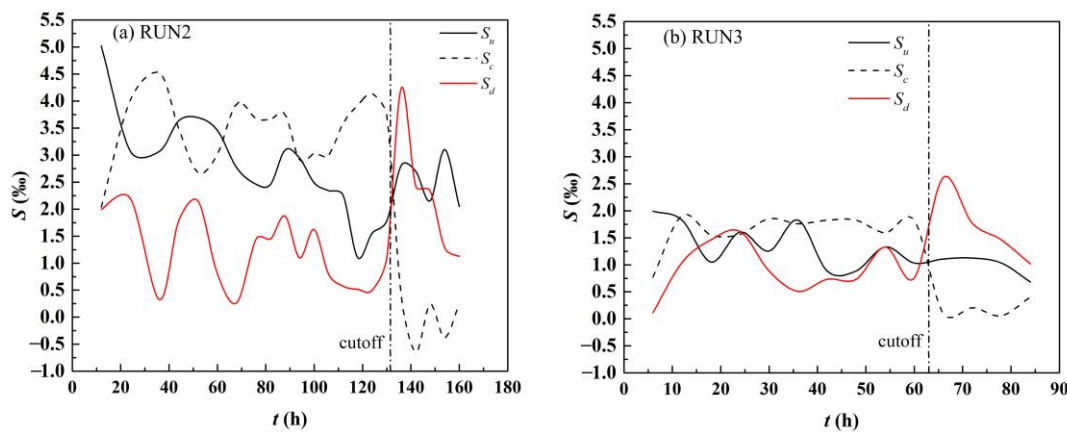 (a) RUN2
S_u
S_c
S_d
5.5
5.0
4.5
4.0
3.5
3.0
2.5
2.0
1.5
1.0
0.5
0.0
−0.5
−1.0
S (‰)
cutoff
0 20 40 60 80 100 120 140 160 180
t (h)
(b) RUN3
S_u
S_c
S_d
5.5
5.0
4.5
4.0
3.5
3.0
2.5
2.0
1.5
1.0
0.5
0.0
−0.5
−1.0
S (‰)
cutoff
0 10 20 30 40 50 60 70 80 90
t (h)